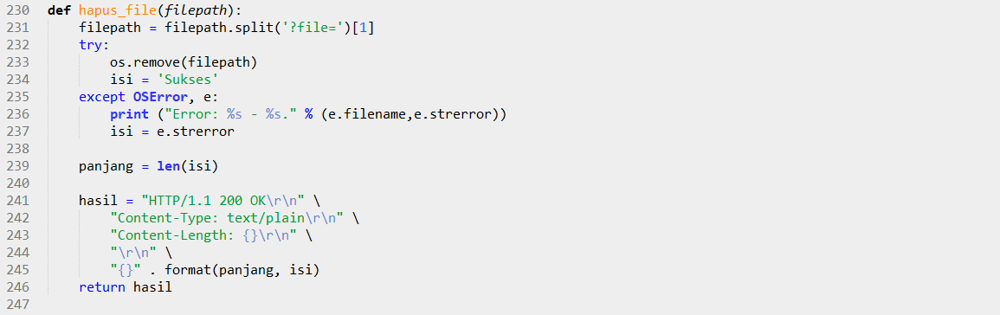 230 def hapus_file(filepath):
231     filepath = filepath.split('?file=')[1]
232     try:
233         os.remove(filepath)
234         isi = 'Sukses'
235     except OSError, e:
236         print ("Error: %s - %s." % (e.filename,e.strerror))
237         isi = e.strerror
238
239     panjang = len(isi)
240
241     hasil = "HTTP/1.1 200 OK\r\n" \
242         "Content-Type: text/plain\r\n" \
243         "Content-Length: {}\r\n" \
244         "\r\n" \
245         "{}" . format(panjang, isi)
246     return hasil
247